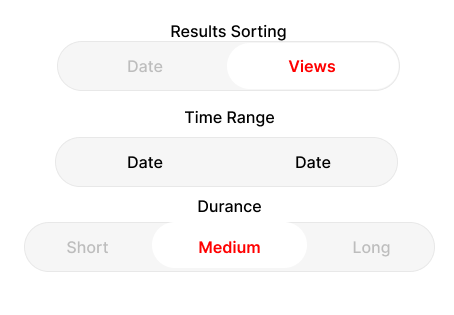 Results Sorting
Date Views
Time Range
Date Date
Durance
Short Medium Long